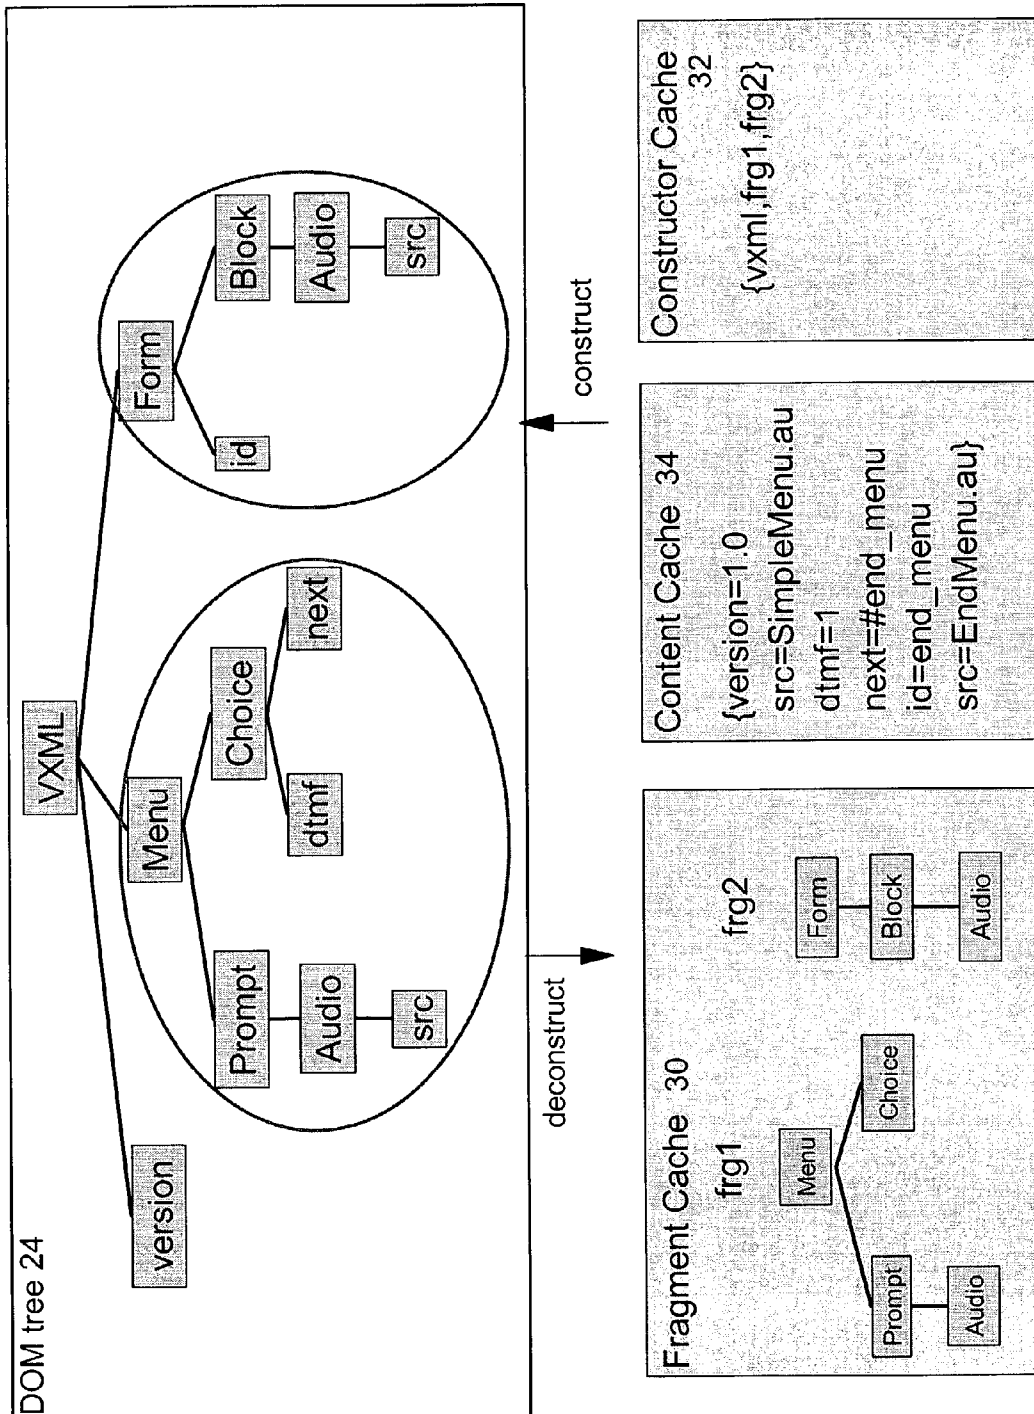 DOM tree 24
VXML
version
Menu
Form
Prompt
Choice
id
Block
Audio
dtmf
next
Audio
src
src
deconstruct
construct
Fragment Cache 30
frg1
frg2
Menu
Form
Prompt
Choice
Block
Audio
Audio
Content Cache 34
{version=1.0
src=SimpleMenu.au
dtmf=1
next=#end_menu
id=end_menu
src=EndMenu.au}
Constructor Cache
32
{vxml,frg1,frg2}